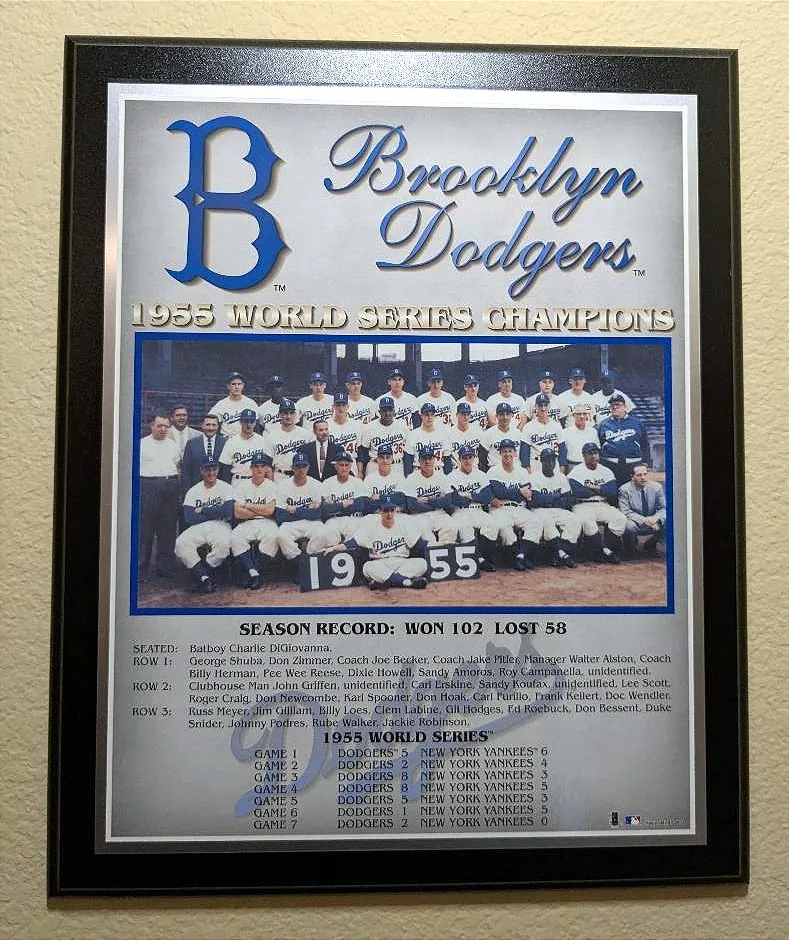 B
TM
Brooklyn
Dodgers
TM
1955 WORLD SERIES CHAMPIONS
19 55
SEASON RECORD: WON 102 LOST 58
SEATED: Batboy Charlie DiGiovanna.
ROW 1: George Shuba, Don Zimmer, Coach Joe Becker, Coach Jake Pitler, Manager Walter Alston, Coach
Billy Herman, Pee Wee Reese, Dixie Howell, Sandy Amoros, Roy Campanella, unidentified.
ROW 2: Clubhouse Man John Griffen, unidentified, Carl Erskine, Sandy Koufax, unidentified, Lee Scott,
Roger Craig, Don Newcombe, Karl Spooner, Don Hoak, Carl Furillo, Frank Kellert, Doc Wendler.
ROW 3: Russ Meyer, Jim Gilliam, Billy Loes, Clem Labine, Gil Hodges, Ed Roebuck, Don Bessent, Duke
Snider, Johnny Podres, Rube Walker, Jackie Robinson.
Dodgers
1955 WORLD SERIES™
GAME 1 DODGERS™ 5 NEW YORK YANKEES™ 6
GAME 2 DODGERS 2 NEW YORK YANKEES 4
GAME 3 DODGERS 8 NEW YORK YANKEES 3
GAME 4 DODGERS 8 NEW YORK YANKEES 5
GAME 5 DODGERS 5 NEW YORK YANKEES 3
GAME 6 DODGERS 1 NEW YORK YANKEES 5
GAME 7 DODGERS 2 NEW YORK YANKEES 0